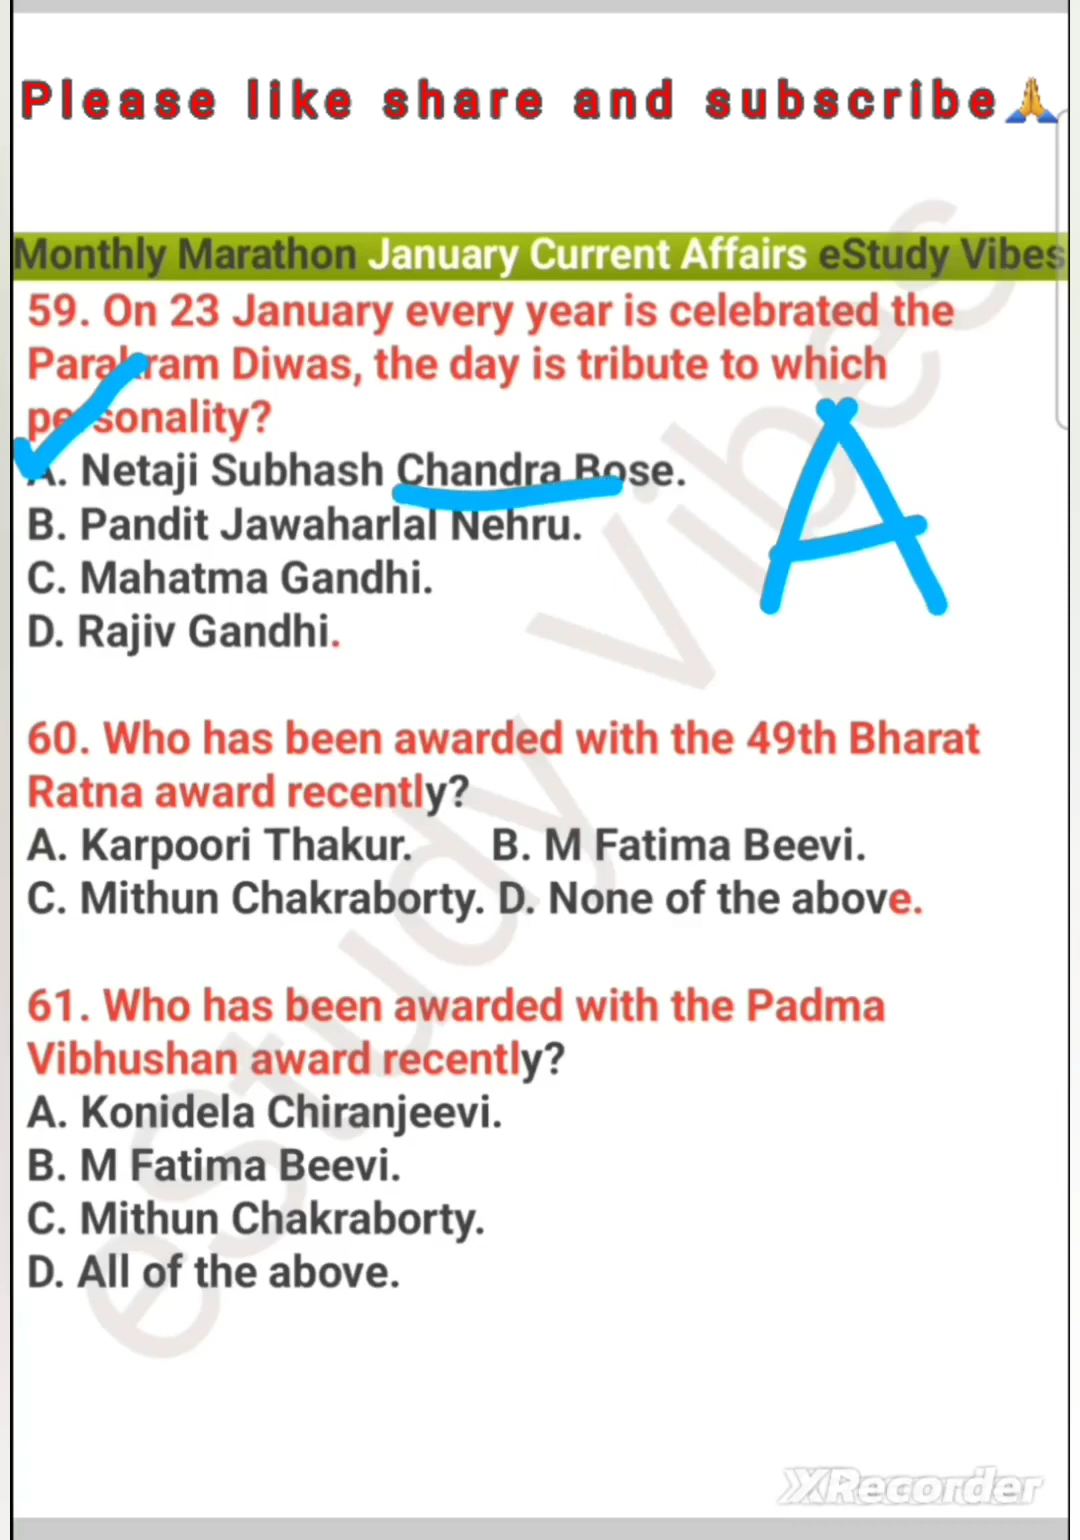 Please like share and subscribe🙏
Monthly Marathon January Current Affairs eStudy Vibes
59. On 23 January every year is celebrated the
Parakram Diwas, the day is tribute to which
personality?
A. Netaji Subhash Chandra Bose.
A
B. Pandit Jawaharlal Nehru.
C. Mahatma Gandhi.
D. Rajiv Gandhi.
60. Who has been awarded with the 49th Bharat
Ratna award recently?
A. Karpoori Thakur. B. M Fatima Beevi.
C. Mithun Chakraborty. D. None of the above.
61. Who has been awarded with the Padma
Vibhushan award recently?
A. Konidela Chiranjeevi.
B. M Fatima Beevi.
C. Mithun Chakraborty.
D. All of the above.
eStudy Vibes
XRecorder